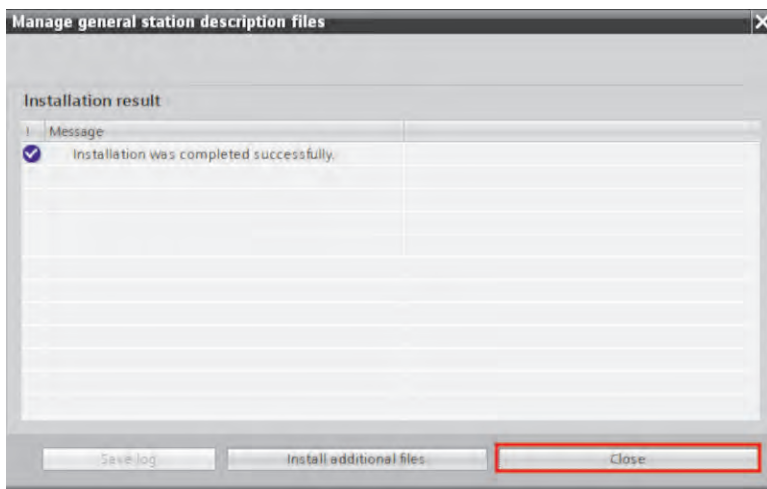 Manage general station description files
Installation result
! Message
Installation was completed successfully.
Save log Install additional files Close